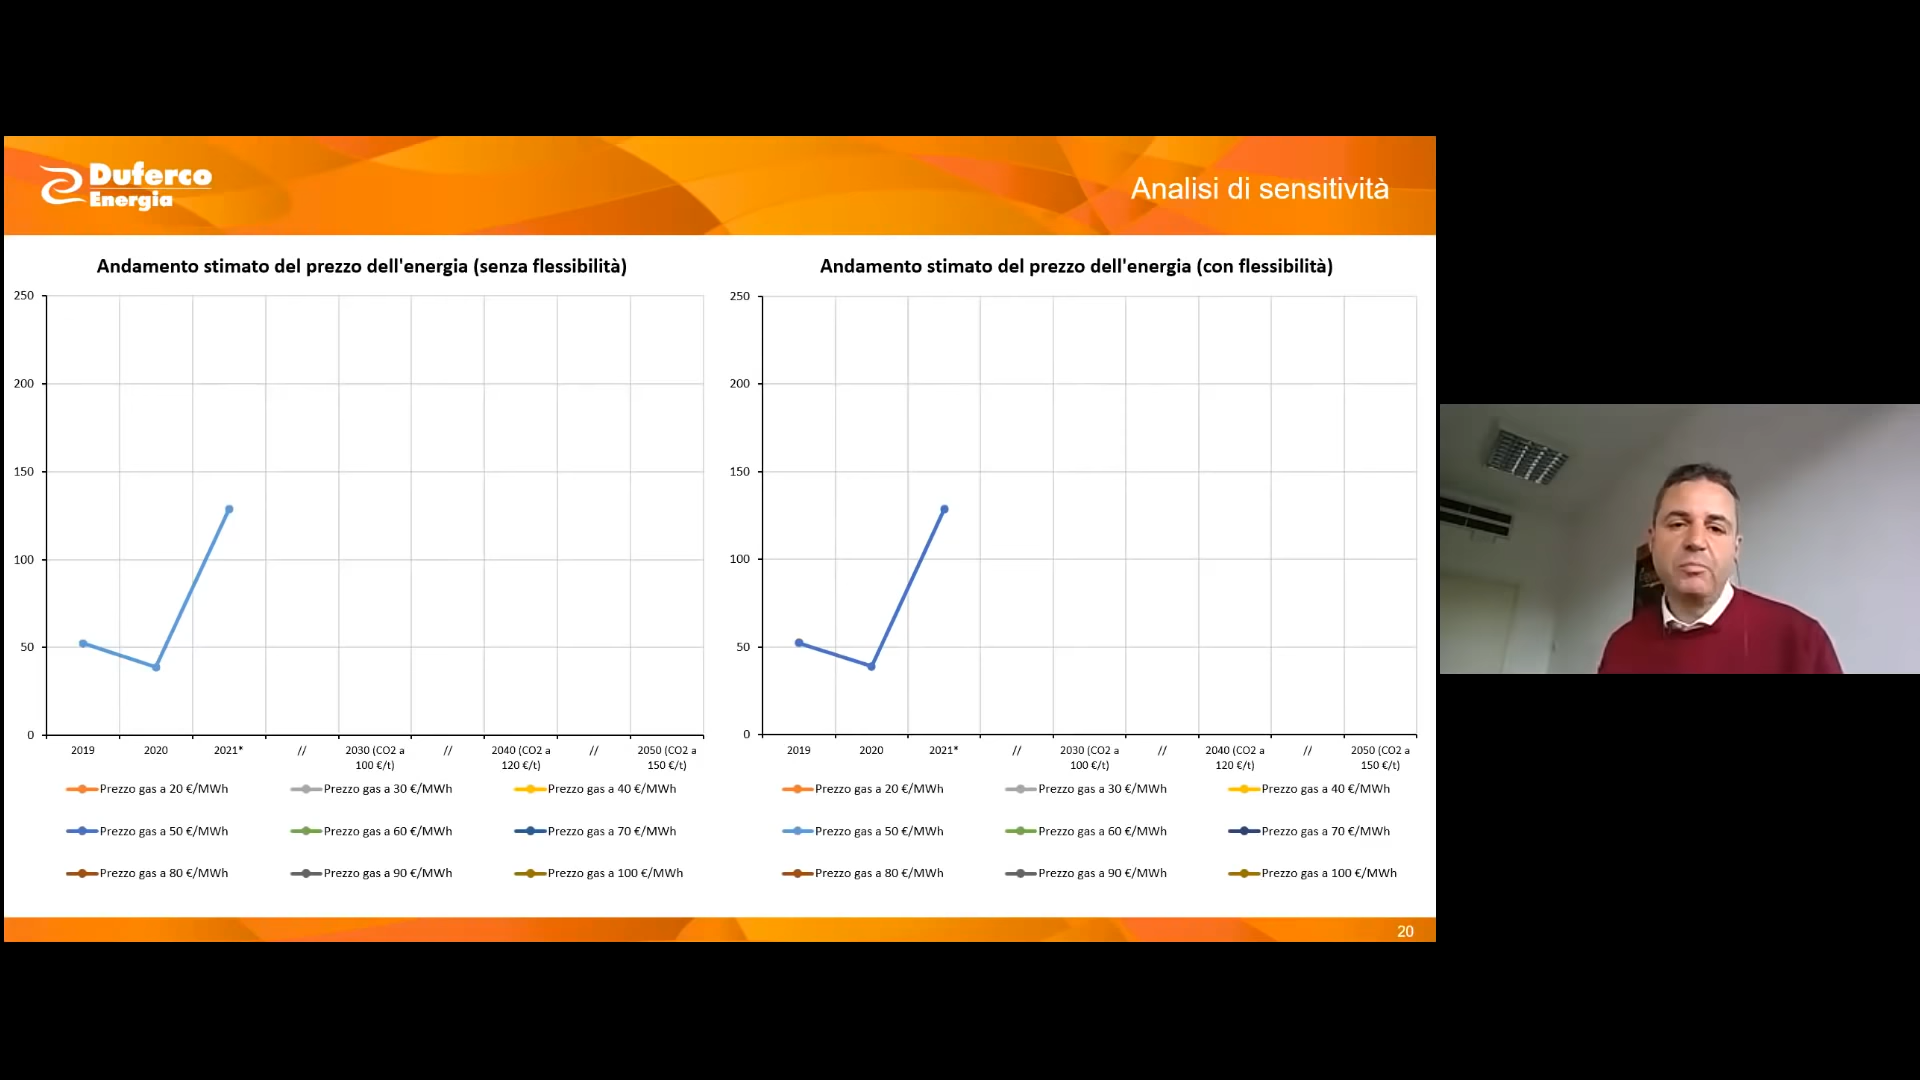 Duferco
Energia
Analisi di sensitività
Andamento stimato del prezzo dell'energia (senza flessibilità)
250
200
150
100
50
0
2019 2020 2021* // 2030 (CO2 a // 2040 (CO2 a // 2050 (CO2 a
100 €/t) 120 €/t) 150 €/t)
Prezzo gas a 20 €/MWh Prezzo gas a 30 €/MWh Prezzo gas a 40 €/MWh
Prezzo gas a 50 €/MWh Prezzo gas a 60 €/MWh Prezzo gas a 70 €/MWh
Prezzo gas a 80 €/MWh Prezzo gas a 90 €/MWh Prezzo gas a 100 €/MWh
Andamento stimato del prezzo dell'energia (con flessibilità)
250
200
150
100
50
0
2019 2020 2021* // 2030 (CO2 a // 2040 (CO2 a // 2050 (CO2 a
100 €/t) 120 €/t) 150 €/t)
Prezzo gas a 20 €/MWh Prezzo gas a 30 €/MWh Prezzo gas a 40 €/MWh
Prezzo gas a 50 €/MWh Prezzo gas a 60 €/MWh Prezzo gas a 70 €/MWh
Prezzo gas a 80 €/MWh Prezzo gas a 90 €/MWh Prezzo gas a 100 €/MWh
20